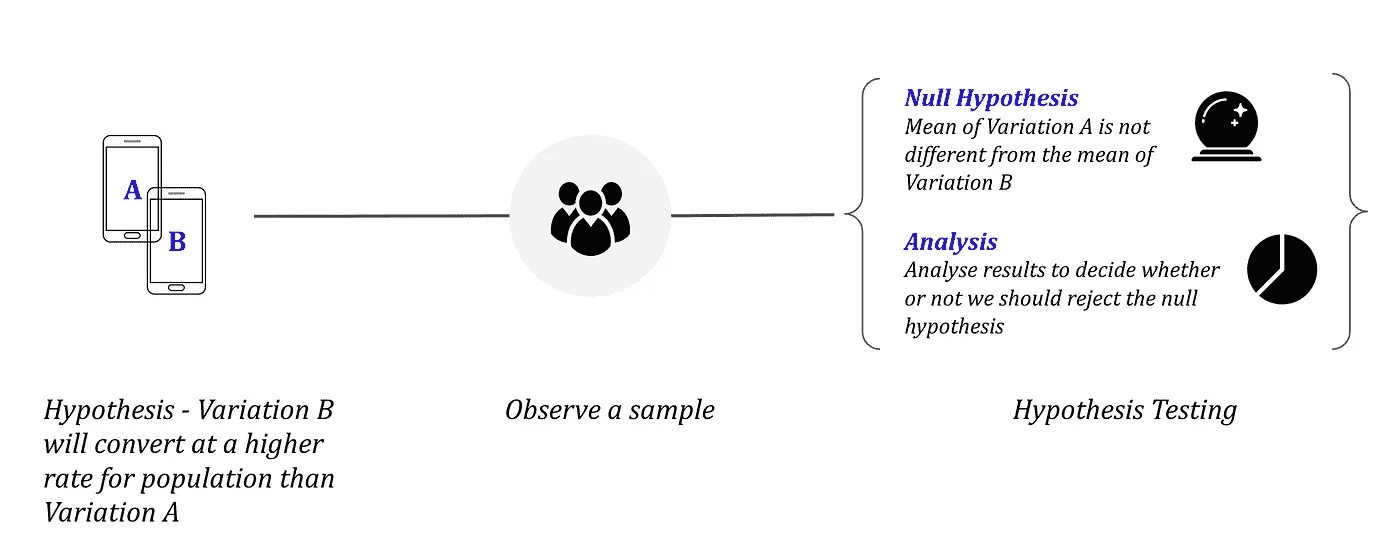 A
B
Hypothesis - Variation B
will convert at a higher
rate for population than
Variation A
Observe a sample
Null Hypothesis
Mean of Variation A is not
different from the mean of
Variation B
Analysis
Analyse results to decide whether
or not we should reject the null
hypothesis
Hypothesis Testing